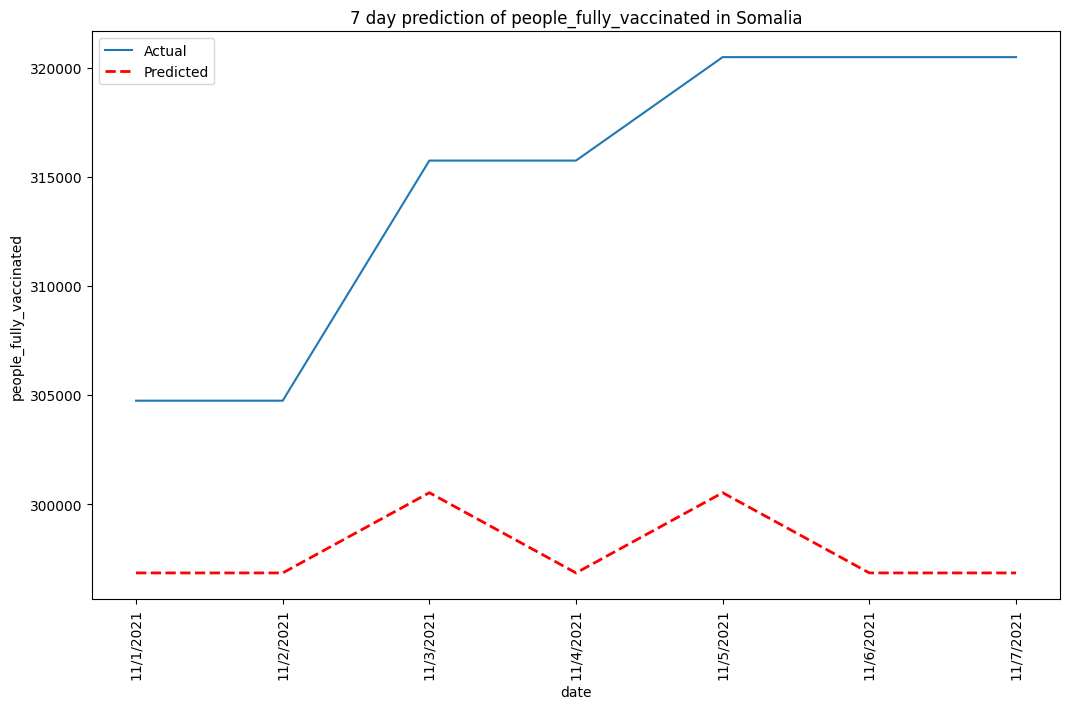 7 day prediction of people_fully_vaccinated in Somalia
Actual
Predicted
people_fully_vaccinated
320000
315000
310000
305000
300000
11/1/2021
11/2/2021
11/3/2021
11/4/2021
11/5/2021
11/6/2021
11/7/2021
date